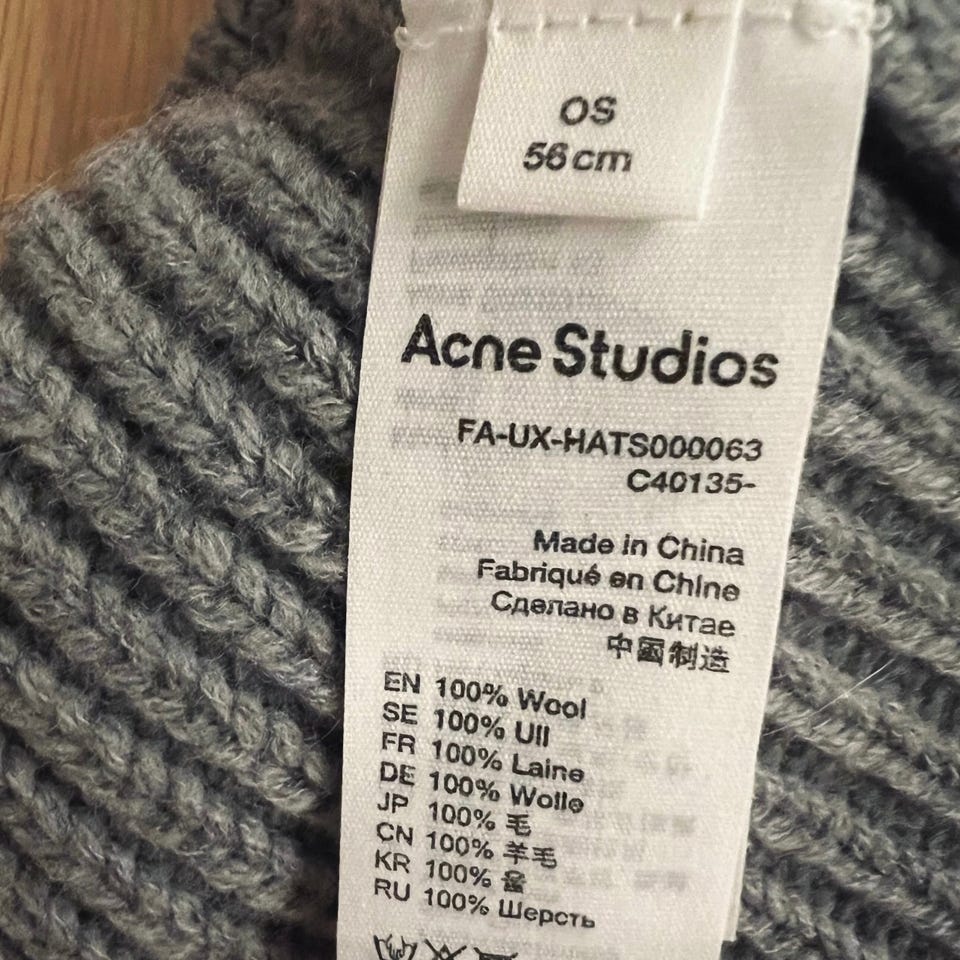 OS
56 cm
Acne Studios
FA-UX-HATS000063
C40135-
Made in China
Fabriqué en Chine
Сделано в Китае
中國制造
EN 100% Wool
SE 100% Ull
FR 100% Laine
DE 100% Wolle
JP 100% 毛
CN 100% 羊毛
KR 100% 울
RU 100% Шерсть